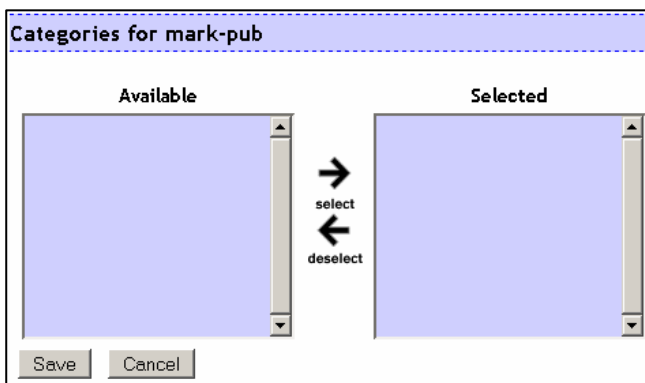 Categories for mark-pub
Available
Selected
select
deselect
Save
Cancel